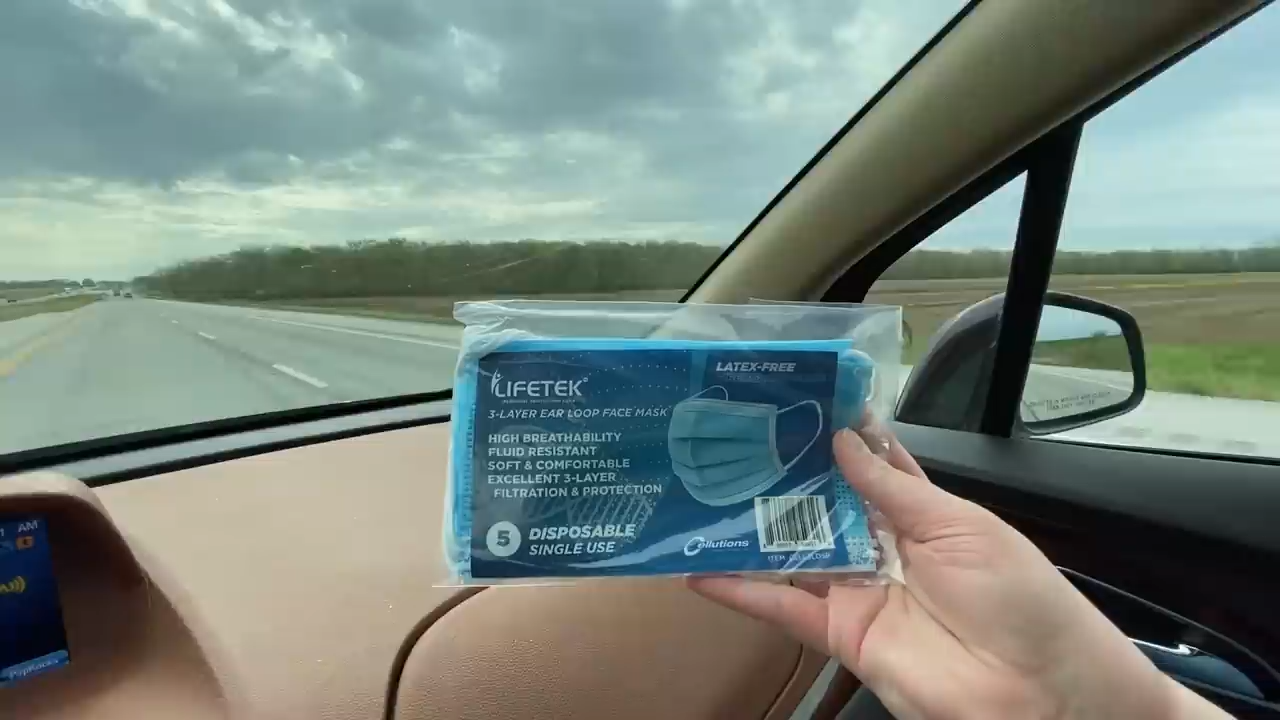 LATEX-FREE
LIFETEK®
3-LAYER EAR LOOP FACE MASK
HIGH BREATHABILITY
FLUID RESISTANT
SOFT & COMFORTABLE
EXCELLENT 3-LAYER
FILTRATION & PROTECTION
5
DISPOSABLE
SINGLE USE
Cellutions
AM